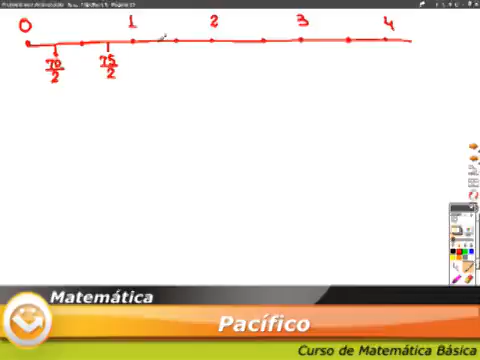 0 1 2 3 4
70 75
2 2
Matemática
Pacífico
Curso de Matemática Básica